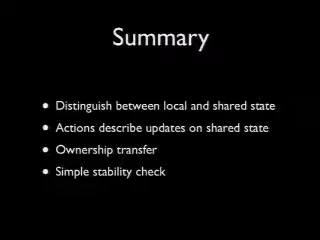 Summary
• Distinguish between local and shared state
• Actions describe updates on shared state
• Ownership transfer
• Simple stability check